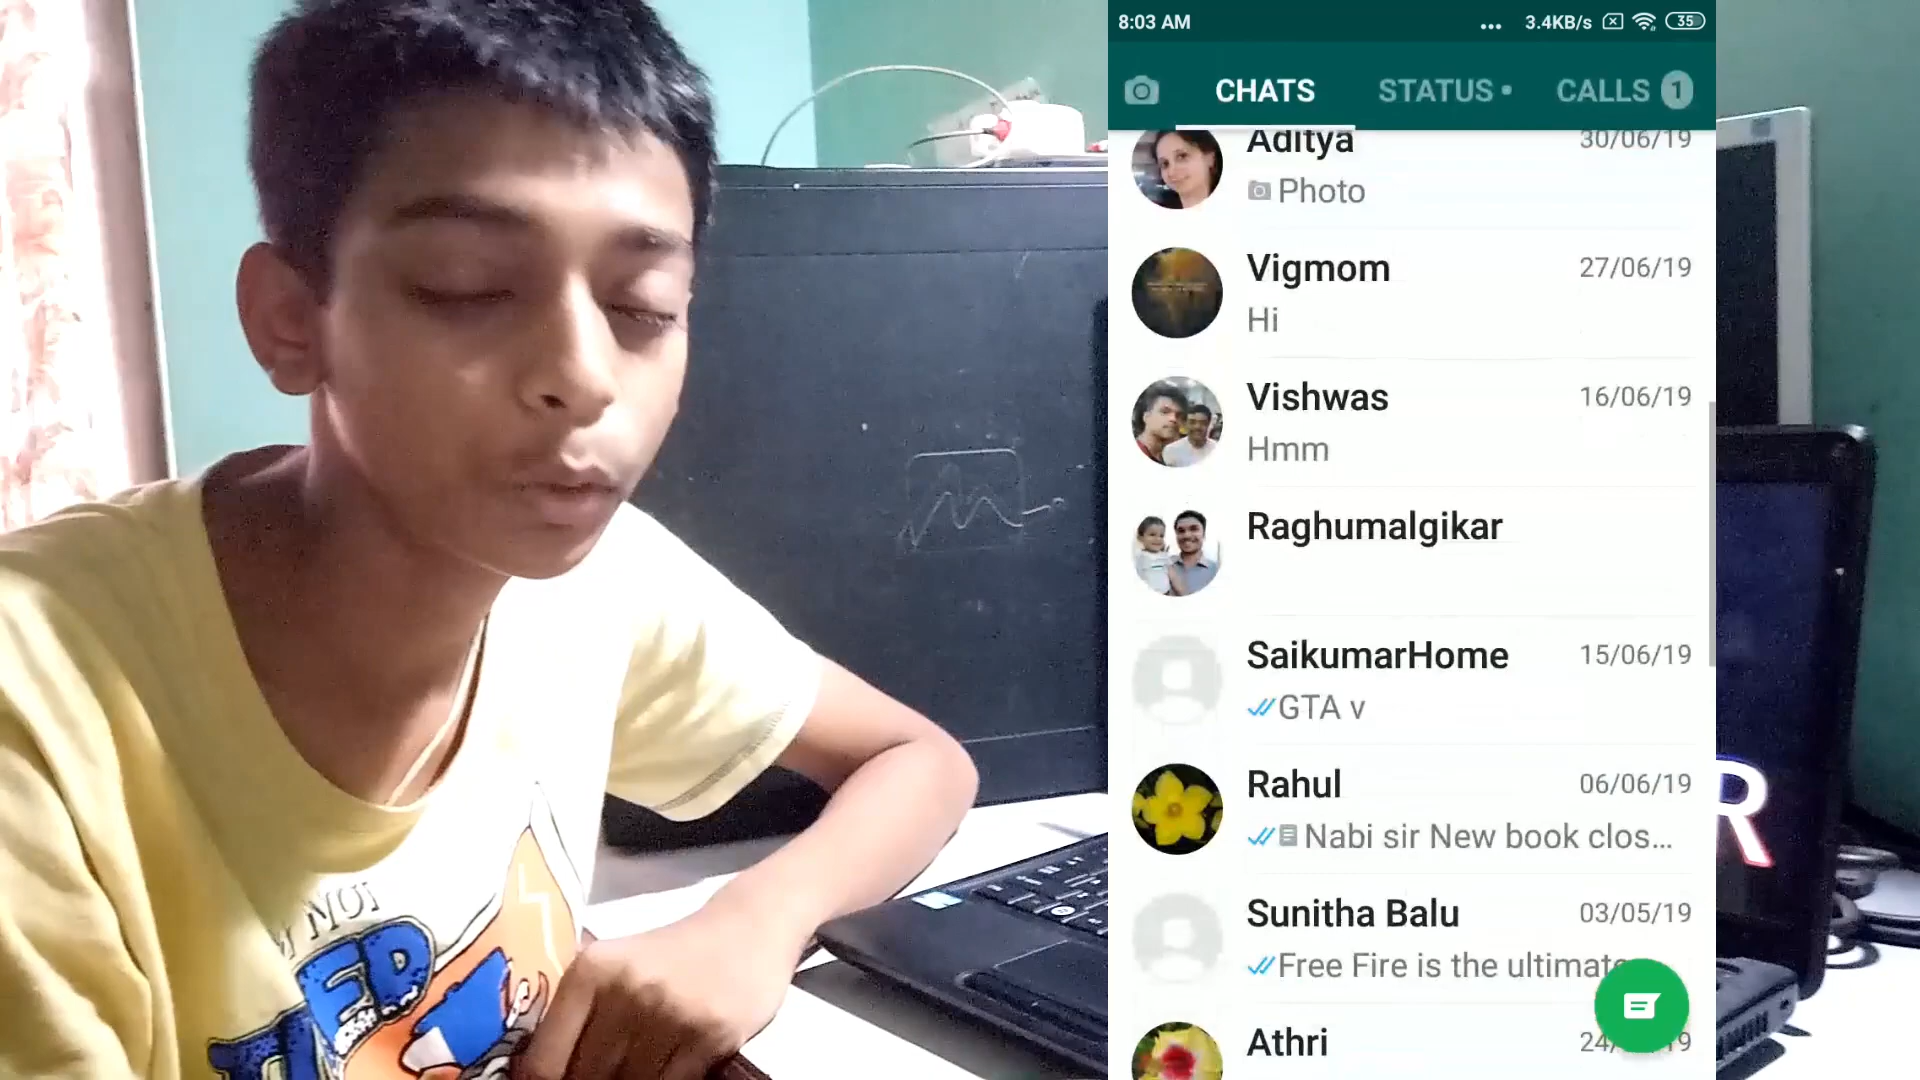 8:03 AM
... 3.4KB/s 35
CHATS STATUS • CALLS 1
Aditya 30/06/19
Photo
Vigmom 27/06/19
Hi
Vishwas 16/06/19
Hmm
Raghumalgikar
SaikumarHome 15/06/19
GTA v
Rahul 06/06/19
Nabi sir New book clos...
Sunitha Balu 03/05/19
Free Fire is the ultimate
Athri
NOT
R